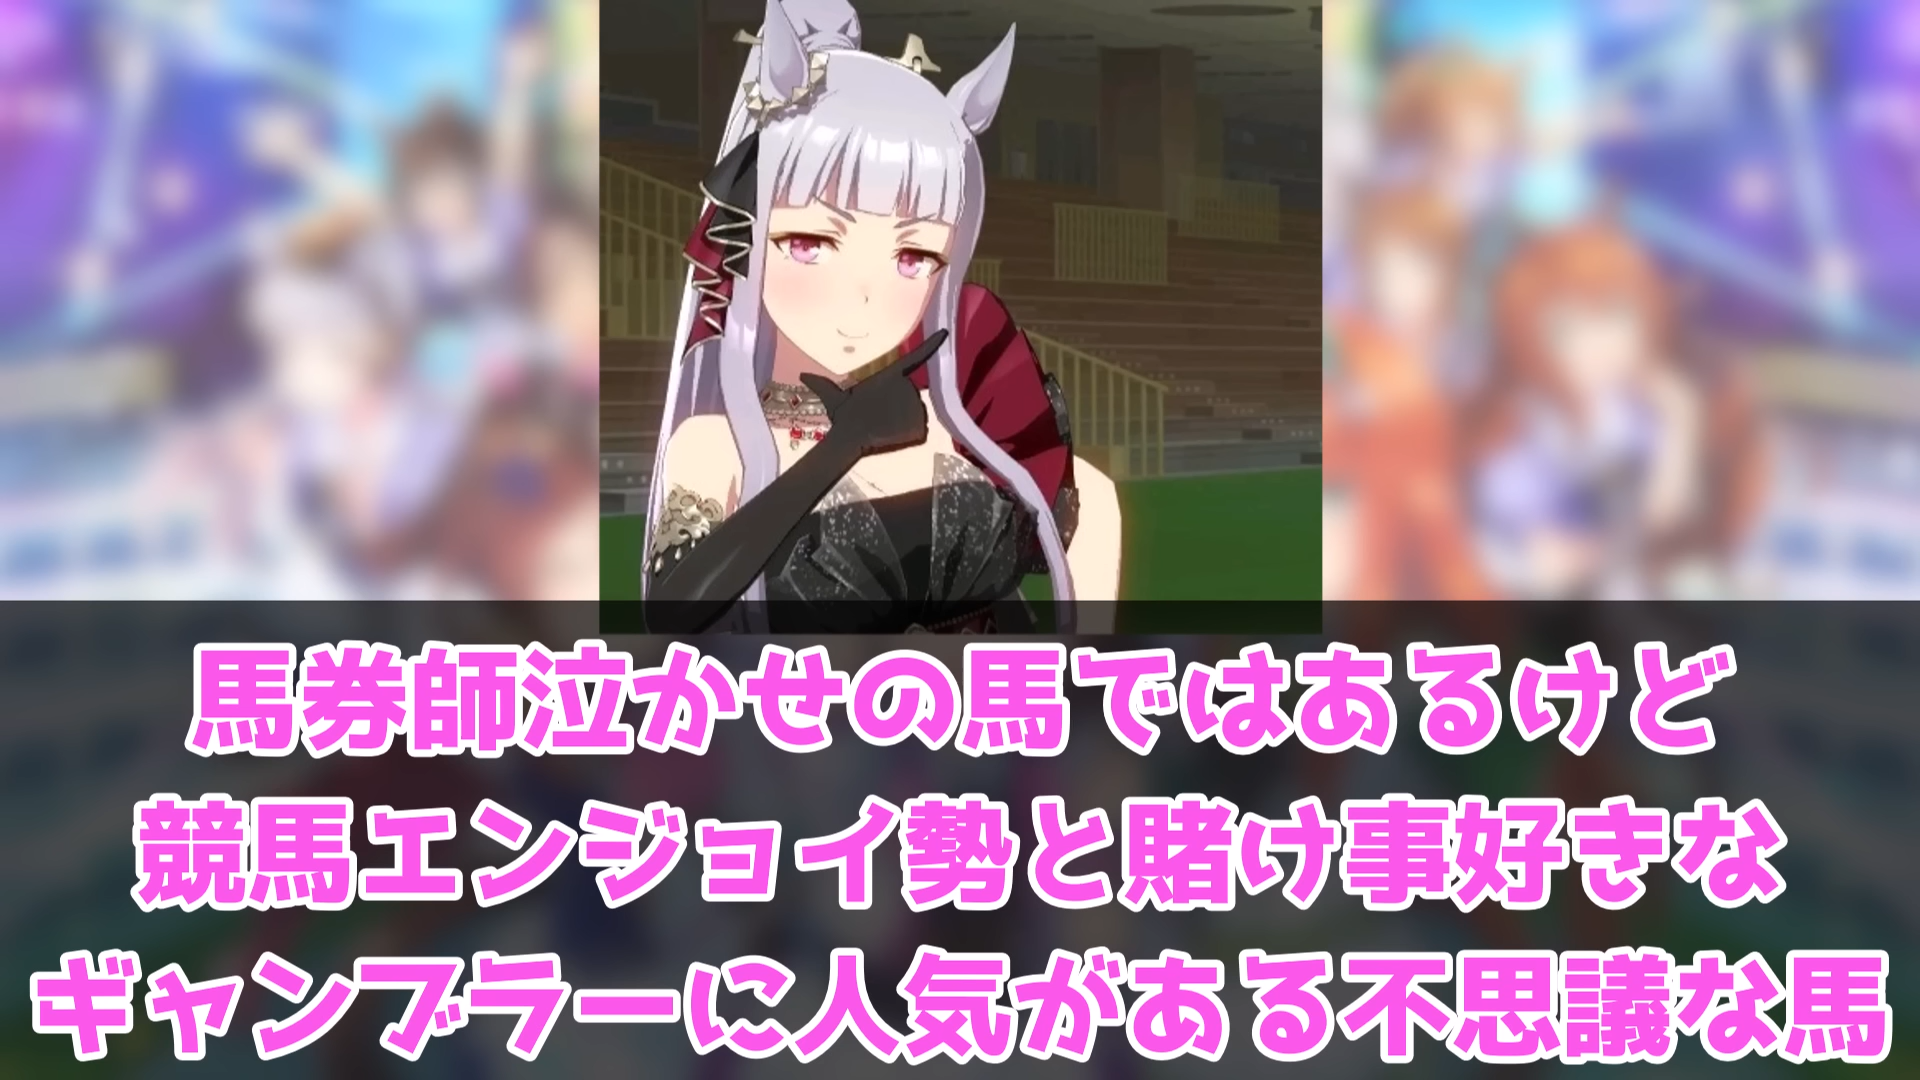 馬券師泣かせの馬ではあるけど
競馬エンジョイ勢と賭け事好きな
ギャンブラーに人気がある不思議な馬